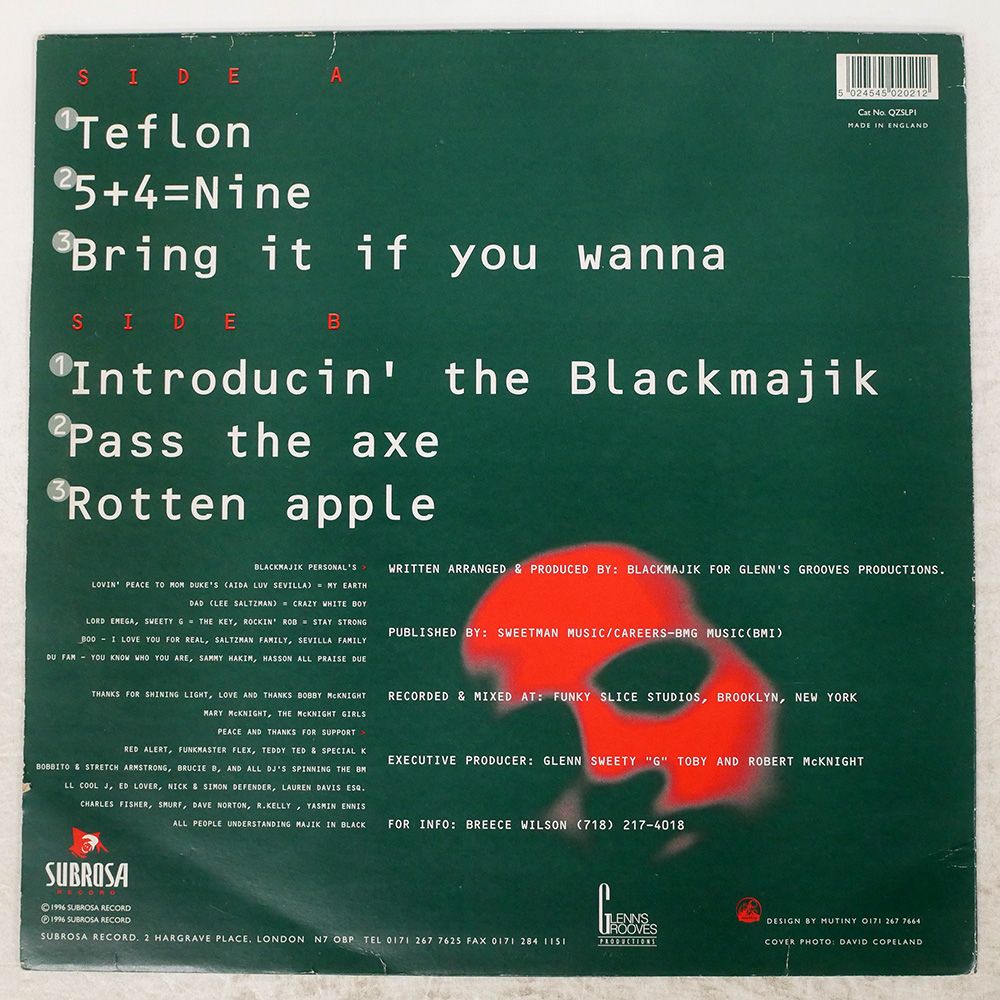 SIDE A
1 Teflon
2 5+4=Nine
3 Bring it if you wanna
5 024545 020212
Cat No. QZSLP1
MADE IN ENGLAND
SIDE B
1 Introducin' the Blackmajik
2 Pass the axe
3 Rotten apple
BLACKMAJIK PERSONAL'S >
LOVIN' PEACE TO MOM DUKE'S (AIDA LUV SEVILLA) = MY EARTH
DAD (LEE SALTZMAN) = CRAZY WHITE BOY
LORD EMEGA, SWEETY G = THE KEY, ROCKIN' ROB = STAY STRONG
BOO - I LOVE YOU FOR REAL, SALTZMAN FAMILY, SEVILLA FAMILY
DU FAM - YOU KNOW WHO YOU ARE, SAMMY HAKIM, HASSON ALL PRAISE DUE
THANKS FOR SHINING LIGHT, LOVE AND THANKS BOBBY McKNIGHT
MARY McKNIGHT, THE McKNIGHT GIRLS
PEACE AND THANKS FOR SUPPORT >
RED ALERT, FUNKMASTER FLEX, TEDDY TED & SPECIAL K
BOBBITO & STRETCH ARMSTRONG, BRUCIE B, AND ALL DJ'S SPINNING THE BM
LL COOL J, ED LOVER, NICK & SIMON DEFENDER, LAUREN DAVIS ESQ.
CHARLES FISHER, SMURF, DAVE NORTON, R.KELLY , YASMIN ENNIS
ALL PEOPLE UNDERSTANDING MAJIK IN BLACK
WRITTEN ARRANGED & PRODUCED BY: BLACKMAJIK FOR GLENN'S GROOVES PRODUCTIONS.
PUBLISHED BY: SWEETMAN MUSIC/CAREERS-BMG MUSIC(BMI)
RECORDED & MIXED AT: FUNKY SLICE STUDIOS, BROOKLYN, NEW YORK
EXECUTIVE PRODUCER: GLENN SWEETY "G" TOBY AND ROBERT McKNIGHT
FOR INFO: BREECE WILSON (718) 217-4018
SUBROSA
RECORD
© 1996 SUBROSA RECORD
℗ 1996 SUBROSA RECORD
SUBROSA RECORD. 2 HARGRAVE PLACE, LONDON N7 0BP TEL 0171 267 7625 FAX 0171 284 1151
GLENN'S
GROOVES
PRODUCTIONS
DESIGN BY MUTINY 0171 267 7664
COVER PHOTO: DAVID COPELAND